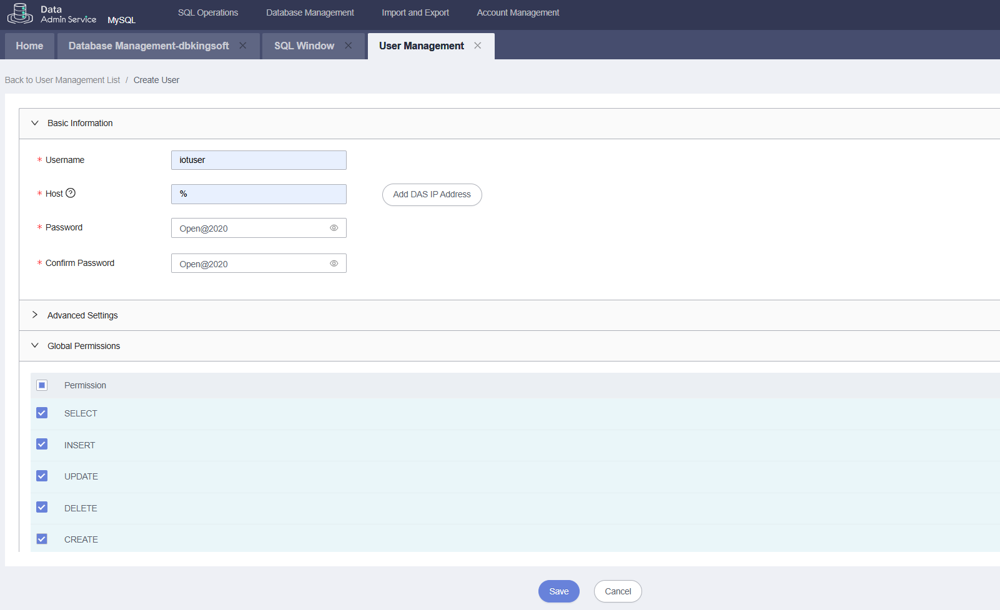 Data
Admin Service MySQL
SQL Operations Database Management Import and Export Account Management
Home Database Management-dbkingsoft SQL Window User Management
Back to User Management List / Create User
Basic Information
* Username iotuser
* Host ? % Add DAS IP Address
* Password Open@2020
* Confirm Password Open@2020
Advanced Settings
Global Permissions
Permission
SELECT
INSERT
UPDATE
DELETE
CREATE
Save Cancel